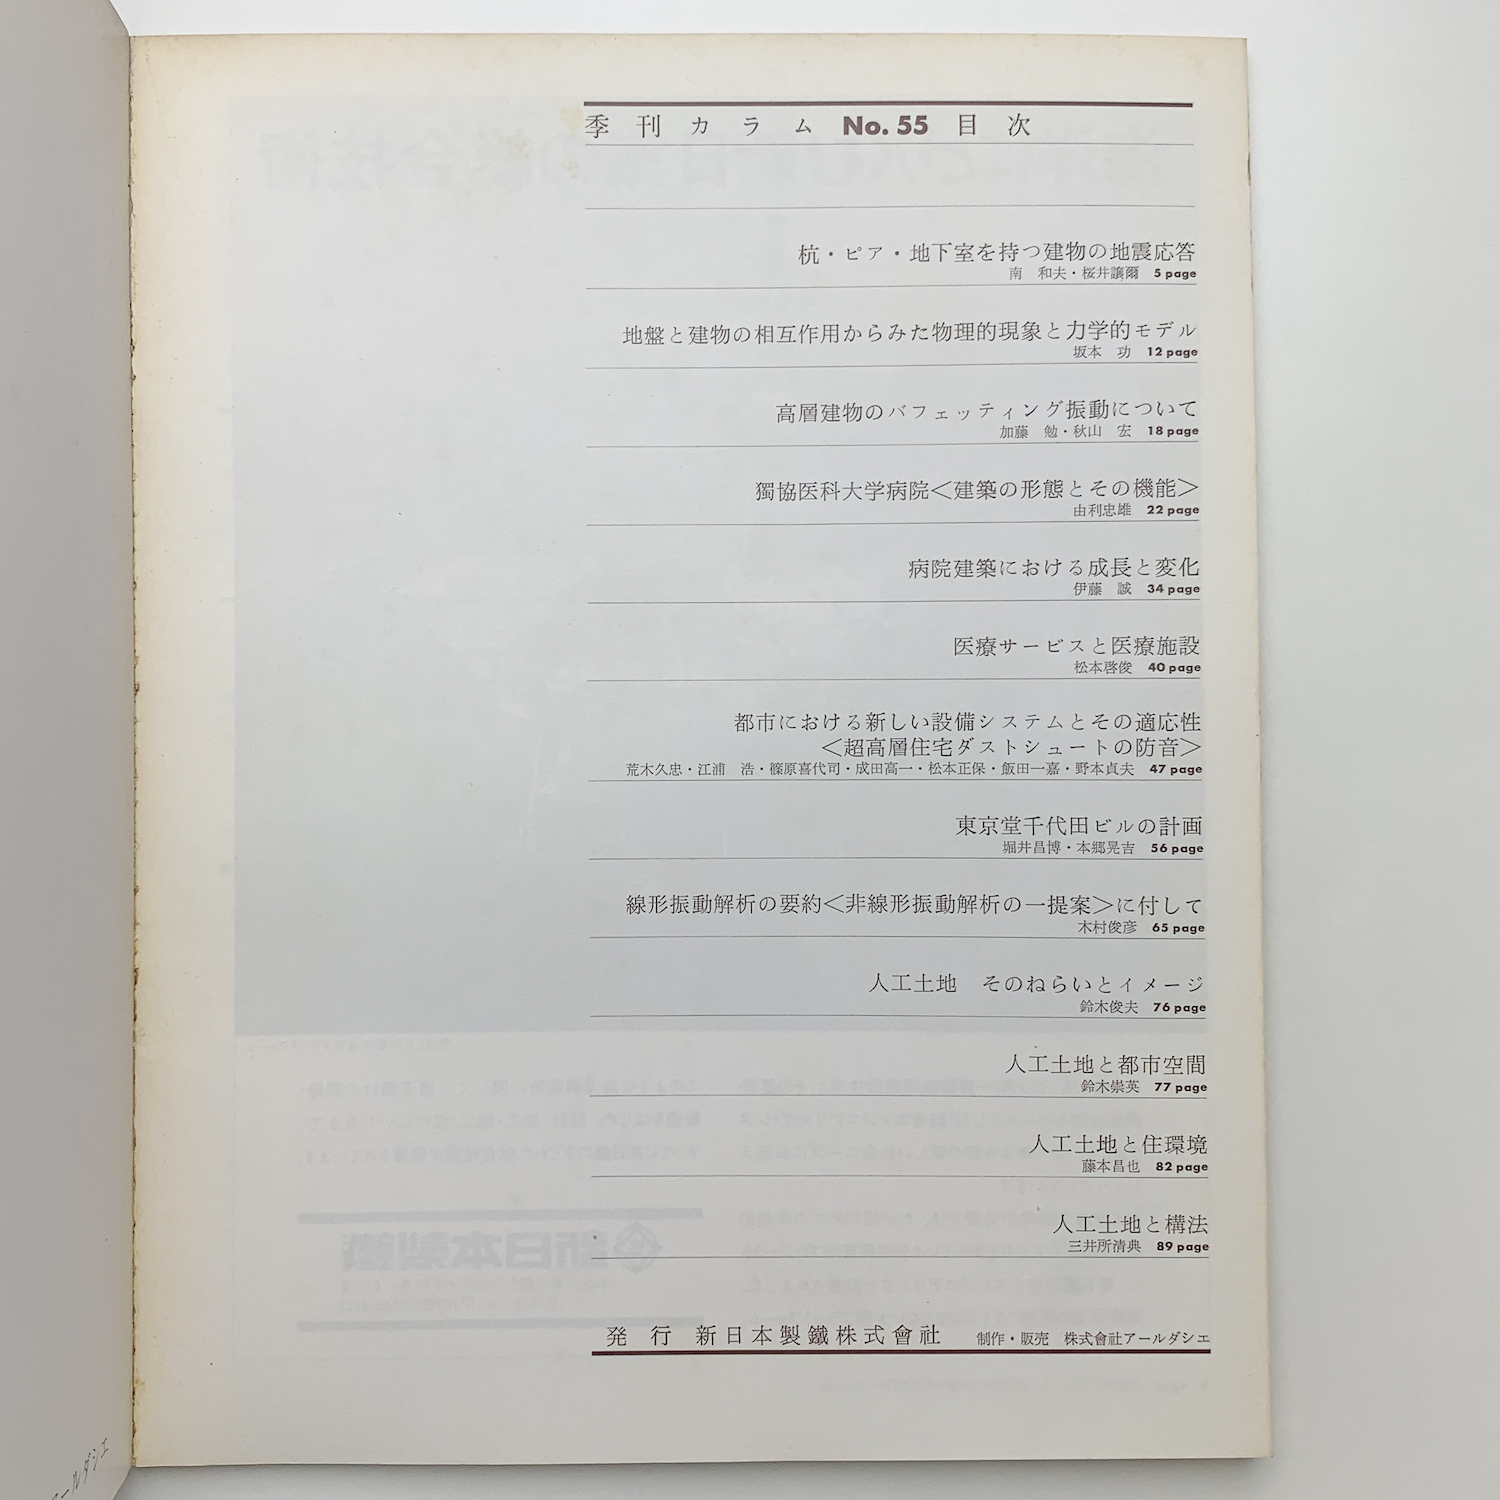 季刊カラム No. 55 目次
杭・ピア・地下室を持つ建物の地震応答
南 和夫・桜井譲爾 5 page
地盤と建物の相互作用からみた物理的現象と力学的モデル
坂本 功 12 page
高層建物のバフェッティング振動について
加藤 勉・秋山 宏 18 page
獨協医科大学病院＜建築の形態とその機能＞
由利忠雄 22 page
病院建築における成長と変化
伊藤 誠 34 page
医療サービスと医療施設
松本啓俊 40 page
都市における新しい設備システムとその適応性
＜超高層住宅ダストシュートの防音＞
荒木久忠・江浦 浩・篠原喜代司・成田高一・松本正保・飯田一嘉・野本貞夫 47 page
東京堂千代田ビルの計画
堀井昌博・本郷晃吉 56 page
線形振動解析の要約＜非線形振動解析の一提案＞に付して
木村俊彦 65 page
人工土地 そのねらいとイメージ
鈴木俊夫 76 page
人工土地と都市空間
鈴木崇英 77 page
人工土地と住環境
藤本昌也 82 page
人工土地と構法
三井所清典 89 page
発行 新日本製鐵株式會社 制作・販売 株式會社アールダシエ
ールダシエ